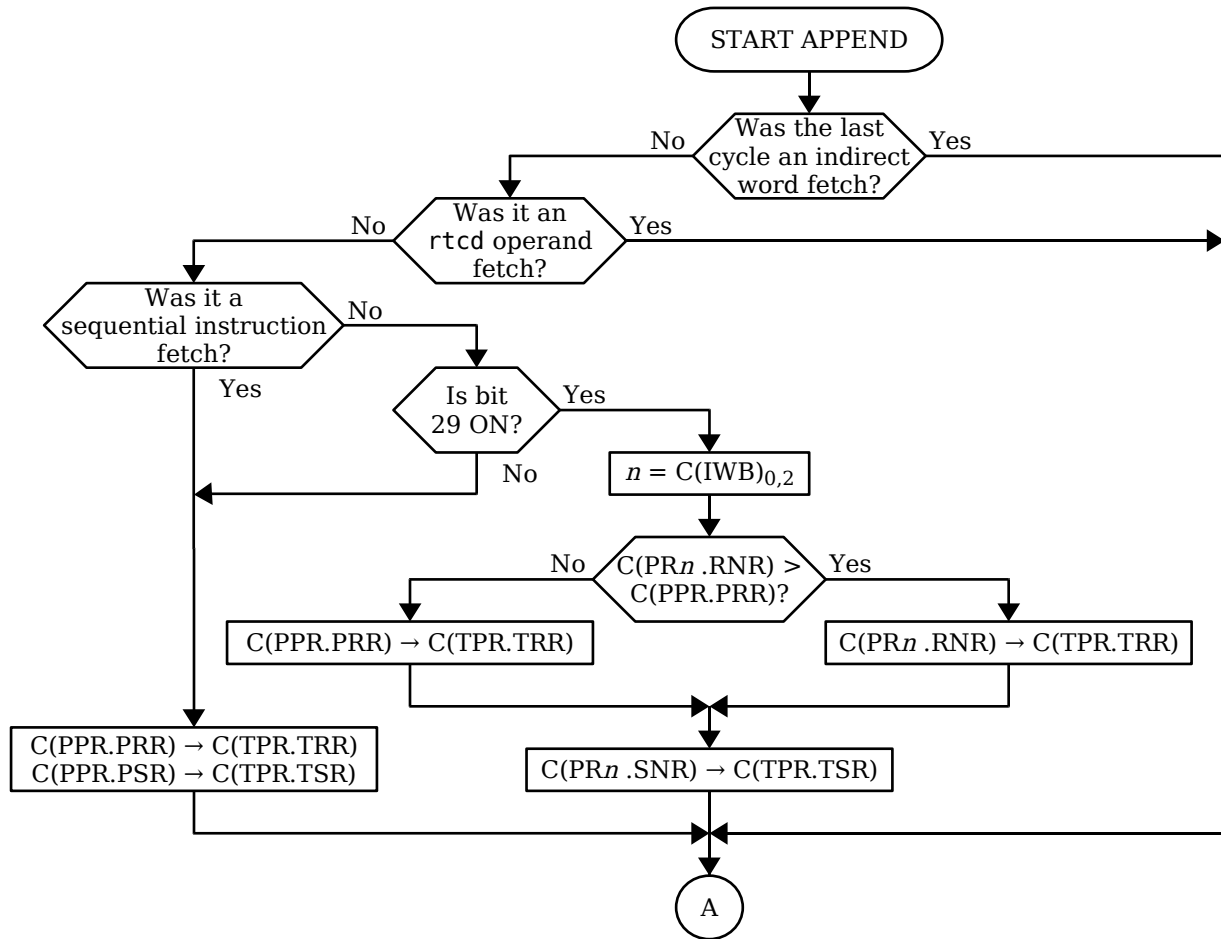 START APPEND
Was the last
cycle an indirect
word fetch?
No
Yes
Was it an
rtcd operand
fetch?
No
Yes
Was it a
sequential instruction
fetch?
No
Yes
Is bit
29 ON?
Yes
No
n = C(IWB)0,2
C(PRn .RNR) >
C(PPR.PRR)?
No
Yes
C(PPR.PRR) → C(TPR.TRR)
C(PRn .RNR) → C(TPR.TRR)
C(PPR.PRR) → C(TPR.TRR)
C(PPR.PSR) → C(TPR.TSR)
C(PRn .SNR) → C(TPR.TSR)
A